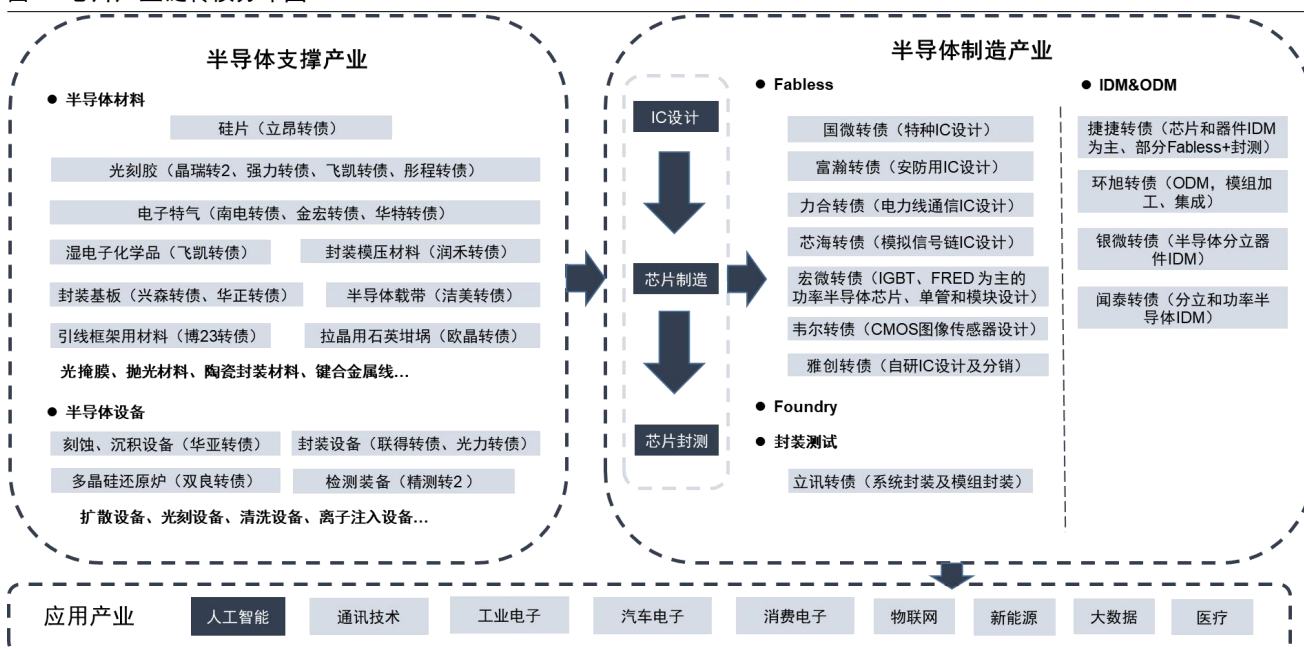 半导体支撑产业
● 半导体材料
硅片（立昂转债）
光刻胶（晶瑞转2、强力转债、飞凯转债、彤程转债）
电子特气（南电转债、金宏转债、华特转债）
湿电子化学品（飞凯转债）
封装模压材料（润禾转债）
封装基板（兴森转债、华正转债）
半导体载带（洁美转债）
引线框架用材料（博23转债）
拉晶用石英坩埚（欧晶转债）
光掩膜、抛光材料、陶瓷封装材料、键合金属线...
● 半导体设备
刻蚀、沉积设备（华亚转债）
封装设备（联得转债、光力转债）
多晶硅还原炉（双良转债）
检测装备（精测转2）
扩散设备、光刻设备、清洗设备、离子注入设备...
半导体制造产业
IC设计
芯片制造
芯片封测
● Fabless
国微转债（特种IC设计）
富瀚转债（安防用IC设计）
力合转债（电力线通信IC设计）
芯海转债（模拟信号链IC设计）
宏微转债（IGBT、FRED 为主的
功率半导体芯片、单管和模块设计）
韦尔转债（CMOS图像传感器设计）
雅创转债（自研IC设计及分销）
● Foundry
● 封装测试
立讯转债（系统封装及模组封装）
● IDM&ODM
捷捷转债（芯片和器件IDM
为主、部分Fabless+封测）
环旭转债（ODM，模组加
工、集成）
银微转债（半导体分立器
件IDM）
闻泰转债（分立和功率半
导体IDM）
应用产业
人工智能
通讯技术
工业电子
汽车电子
消费电子
物联网
新能源
大数据
医疗